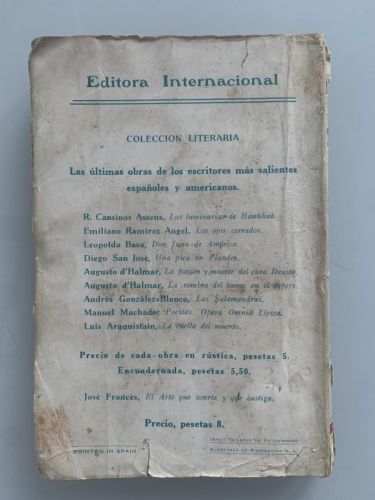 Editora Internacional
COLECCION LITERARIA
Las últimas obras de los escritores más salientes
españoles y americanos.
R. Cansinos Assens, Las luminarias de Hanukah.
Emiliano Ramírez Angel, Los ojos cerrados.
Leopoldo Basa, Don Juan de América.
Diego San José, Una pica en Flandes.
Augusto d'Halmar, La pasión y muerte del cura Deusto.
Augusto d'Halmar, La sombra del humo en el espejo.
Andrés González-Blanco, Las Salamandras.
Manuel Machado, Poesías. Opera Omnia Lírica.
Luis Araquistain, La vuelta del muerto.
Precio de cada obra en rústica, pesetas 5.
Encuadernada, pesetas 5,50.
José Francés, El Arte que sonríe y que castiga.
Precio, pesetas 8.
PRINTED IN SPAIN
TALLERES DE
SUCESORES DE RIVADENEYRA